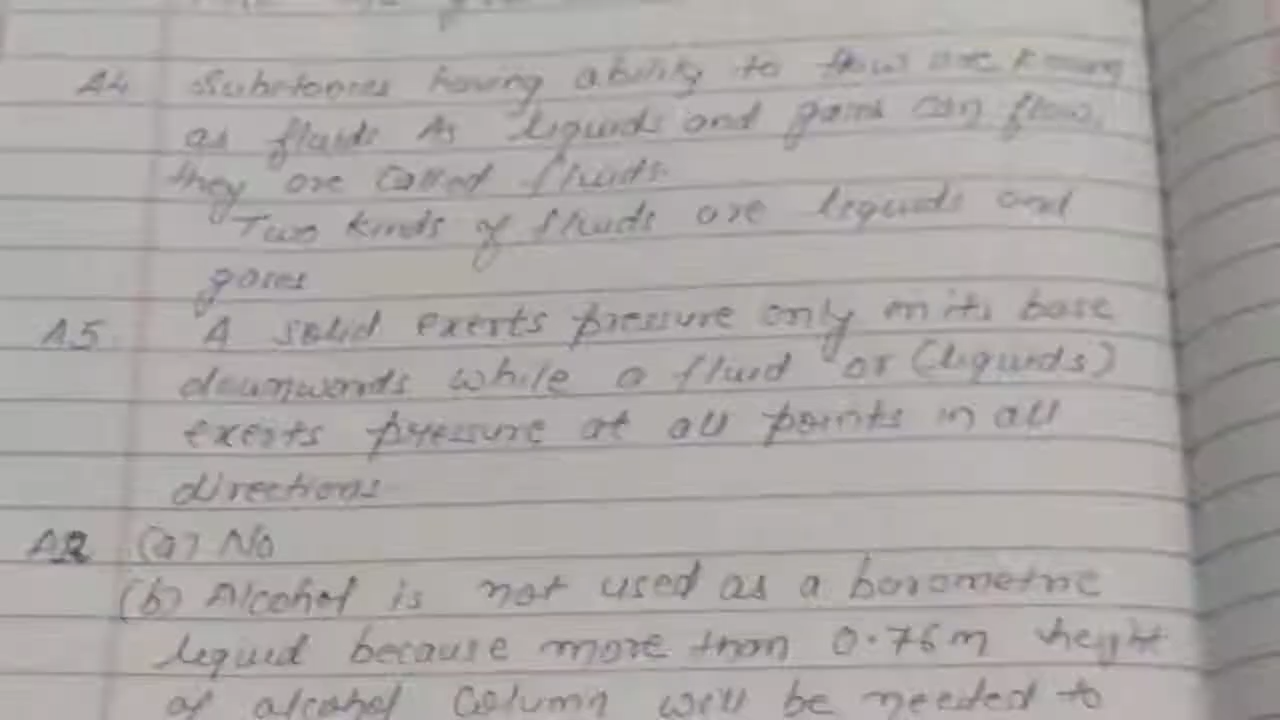 A4 Substances having ability to flow are known
as fluids As liquids and gases can flow,
they are called fluids.
Two kinds of fluids are liquids and
gases
A5. A solid exerts pressure only on its base
downwards while a fluid or (liquids)
exerts pressure at all points in all
directions
A2 (a) No
(b) Alcohol is not used as a barometric
liquid because more than 0.76m height
of alcohol column will be needed to